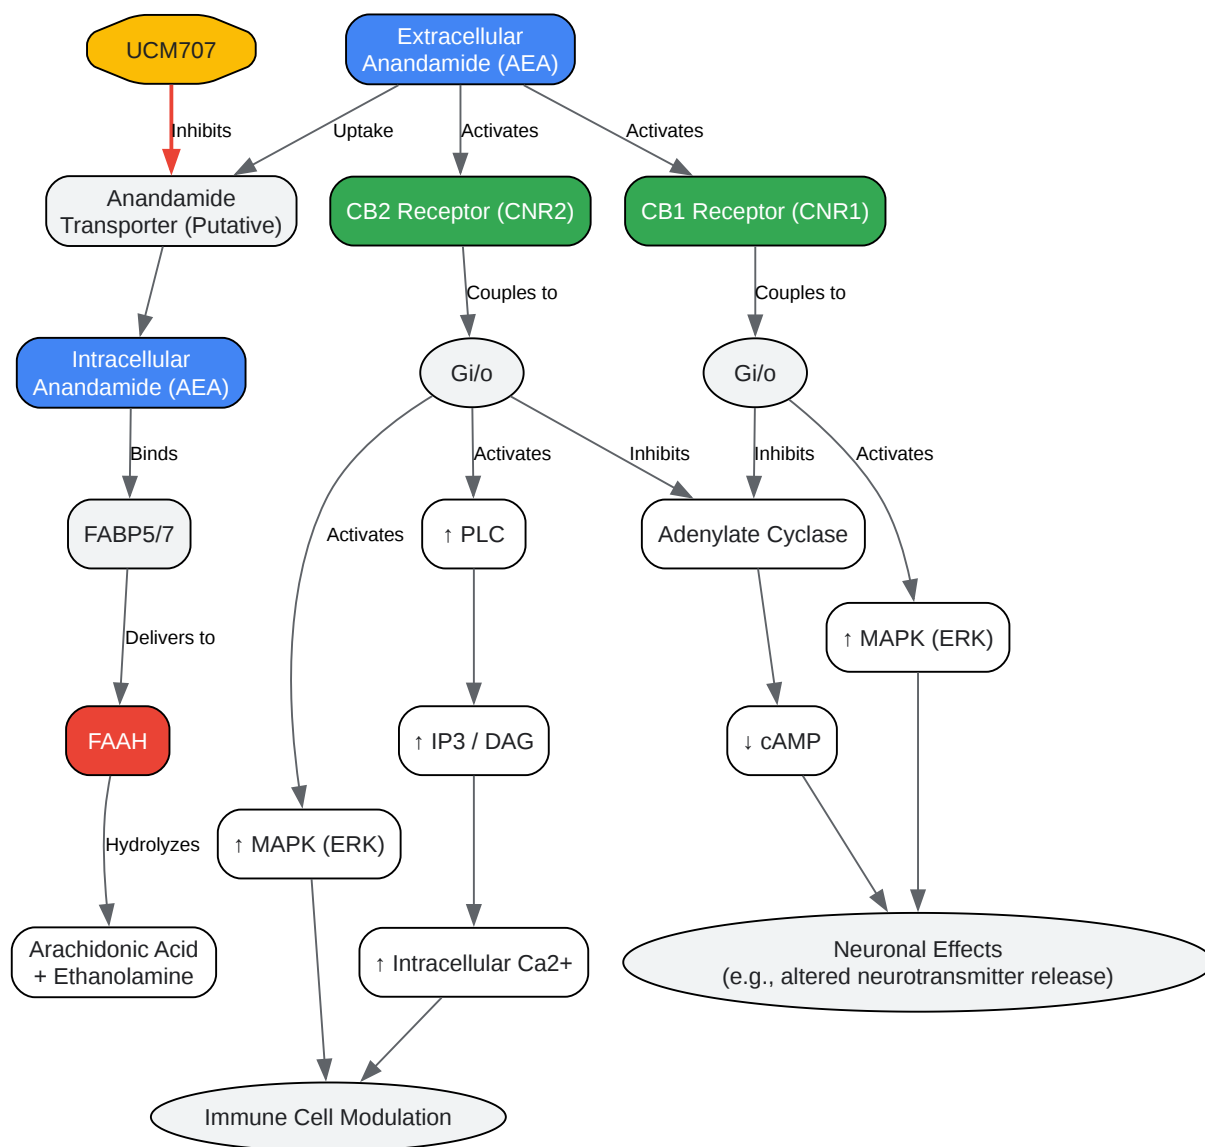 UCM707
Extracellular
Anandamide (AEA)
Inhibits
Uptake
Activates
Activates
Anandamide
Transporter (Putative)
CB2 Receptor (CNR2)
CB1 Receptor (CNR1)
Couples to
Couples to
Intracellular
Anandamide (AEA)
Gi/o
Gi/o
Binds
Activates
Inhibits
Inhibits
Activates
FABP5/7
Activates
↑ PLC
Adenylate Cyclase
Delivers to
↑ MAPK (ERK)
FAAH
↑ IP3 / DAG
↓ cAMP
Hydrolyzes
↑ MAPK (ERK)
Arachidonic Acid
+ Ethanolamine
↑ Intracellular Ca2+
Neuronal Effects
(e.g., altered neurotransmitter release)
Immune Cell Modulation